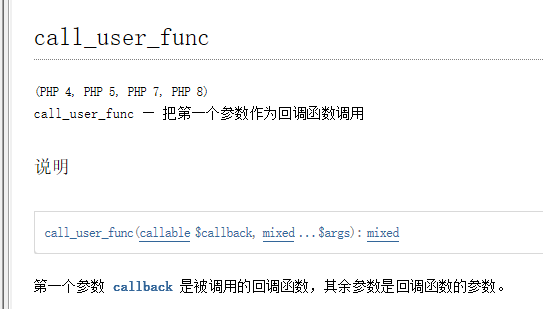 call_user_func
(PHP 4, PHP 5, PHP 7, PHP 8)
call_user_func — 把第一个参数作为回调函数调用
说明
call_user_func(callable $callback, mixed ...$args): mixed
第一个参数 callback 是被调用的回调函数，其余参数是回调函数的参数。